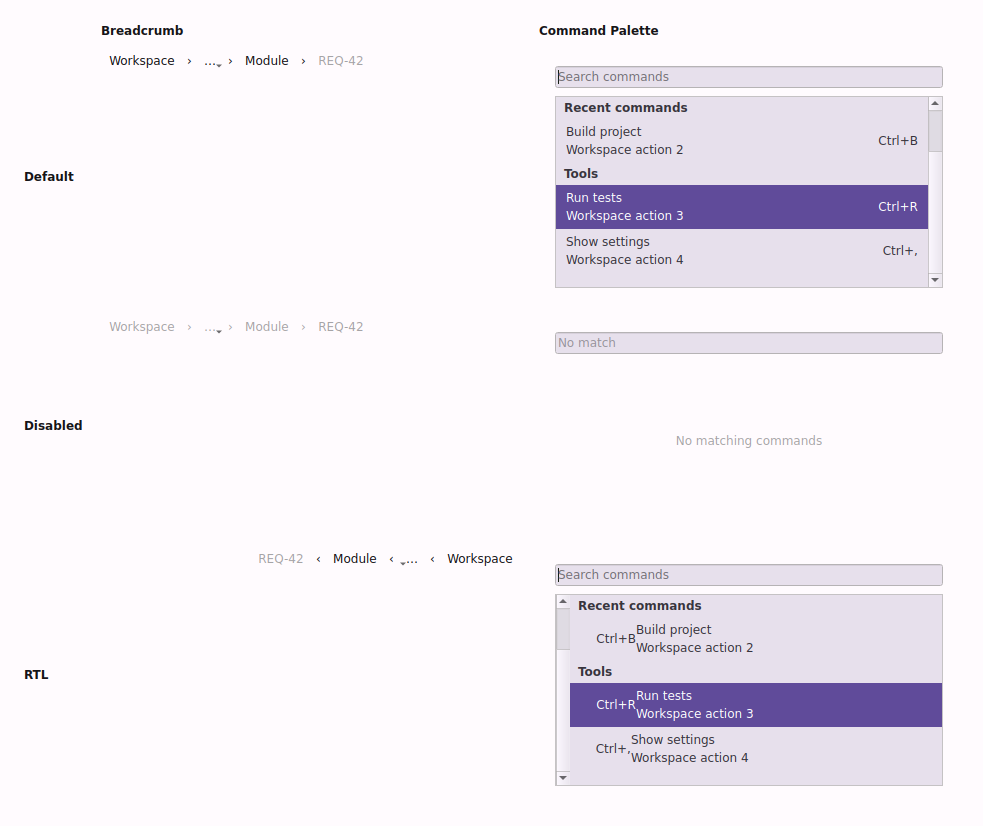 Breadcrumb Command Palette
Workspace › ... › Module › REQ-42
Search commands
Recent commands
Build project
Workspace action 2
Ctrl+B
Tools
Default
Run tests
Workspace action 3
Ctrl+R
Show settings
Workspace action 4
Ctrl+,
Workspace › ... › Module › REQ-42
No match
Disabled
No matching commands
REQ-42 ‹ Module ‹ ... ‹ Workspace
Search commands
Recent commands
Ctrl+B
Build project
Workspace action 2
Tools
RTL
Ctrl+R
Run tests
Workspace action 3
Ctrl+,
Show settings
Workspace action 4